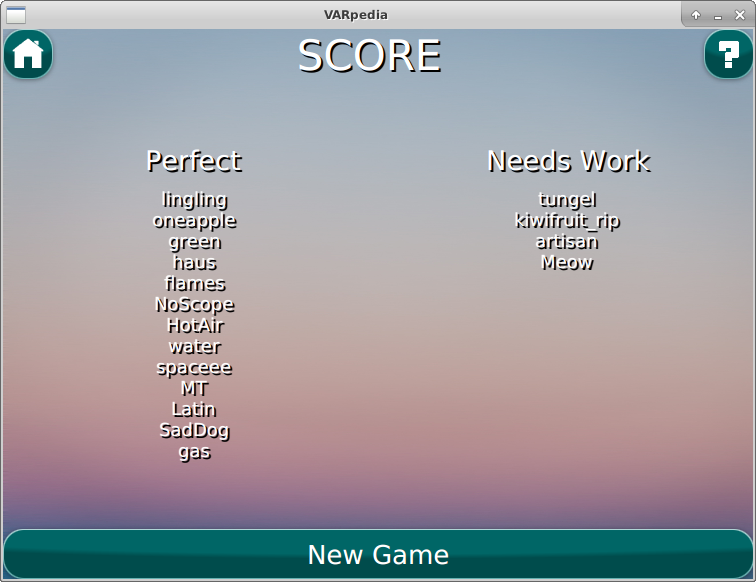 VARpedia
SCORE
?
Perfect
lingling
oneapple
green
haus
flames
NoScope
HotAir
water
spaceee
MT
Latin
SadDog
gas
Needs Work
tungel
kiwifruit_rip
artisan
Meow
New Game